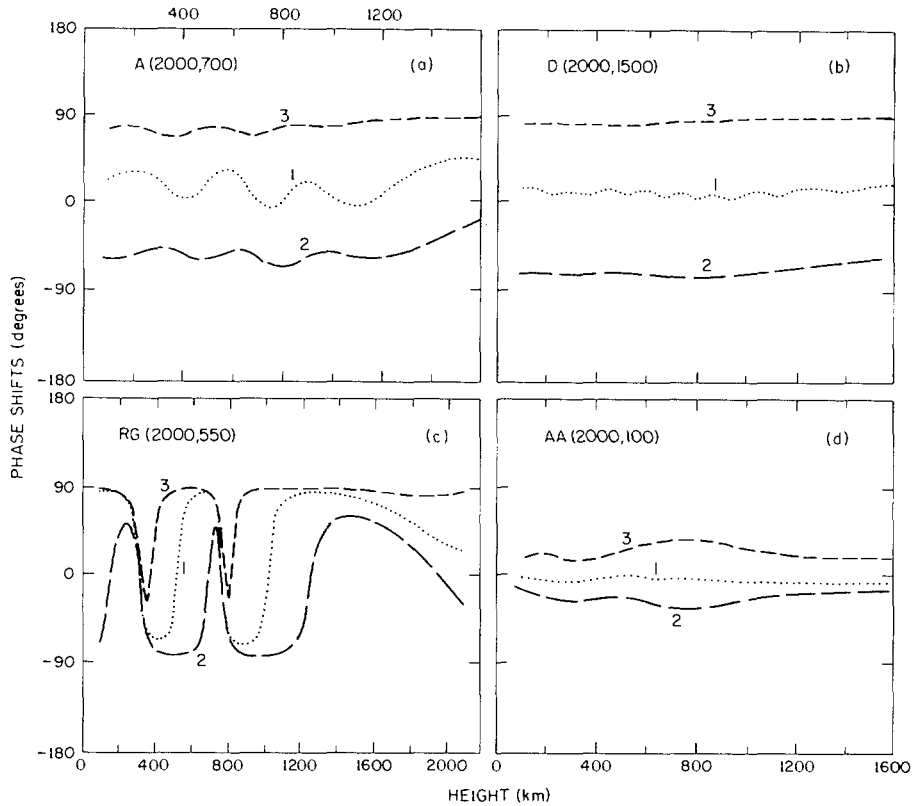 400 800 1200
180
A (2000,700) (a)
D (2000,1500) (b)
90
3
3
1
1
0
2
2
-90
-180
PHASE SHIFTS (degrees)
180
RG (2000,550) (c)
AA (2000,100) (d)
90
3
3
1
1
0
2
2
-90
-180
0 400 800 1200 1600 2000 0 400 800 1200 1600
HEIGHT (km)